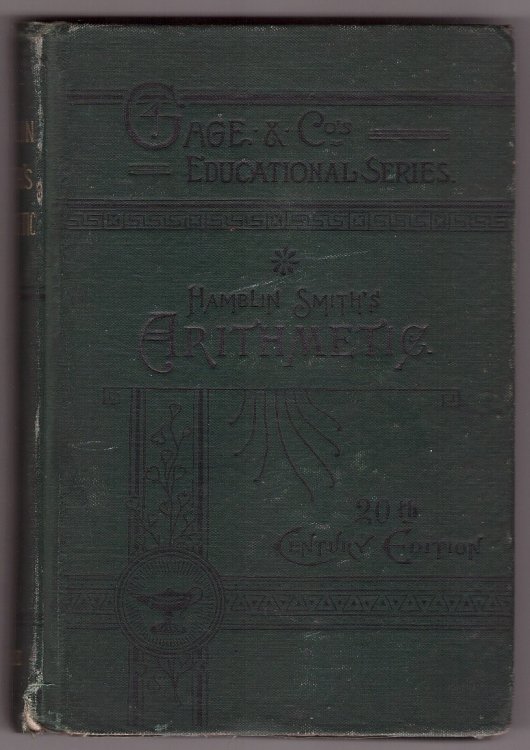 Gage & Co's
Educational Series.
Hamblin Smith's
Arithmetic.
20th
Century Edition